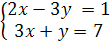 2x − 3y = 1
3x + y = 7